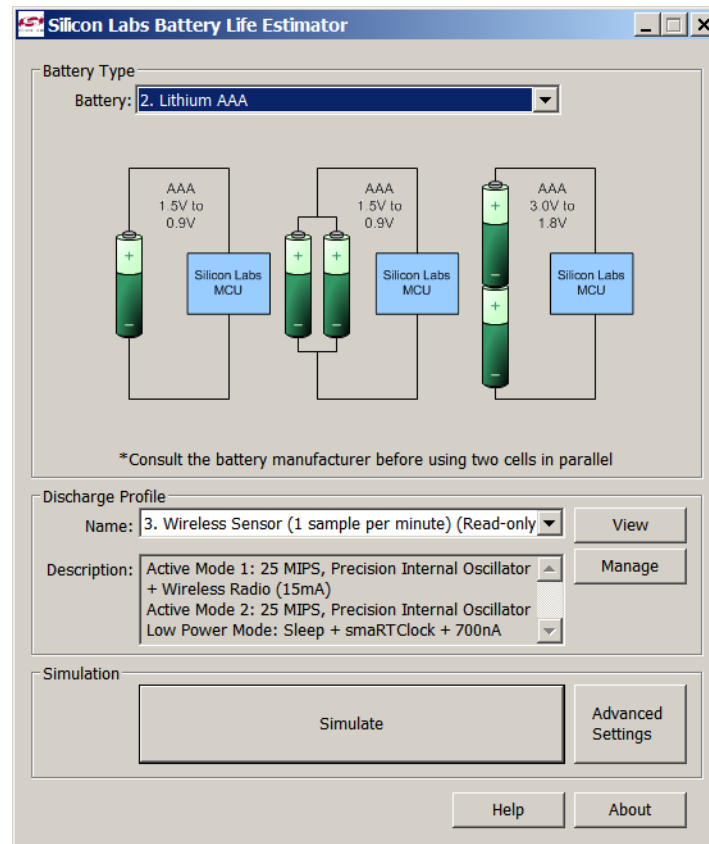 Silicon Labs Battery Life Estimator
Battery Type
Battery: 2. Lithium AAA
AAA
1.5V to
0.9V
+
-
Silicon Labs
MCU
AAA
1.5V to
0.9V
+ +
- -
Silicon Labs
MCU
AAA
3.0V to
1.8V
+
-
+
-
Silicon Labs
MCU
*Consult the battery manufacturer before using two cells in parallel
Discharge Profile
Name: 3. Wireless Sensor (1 sample per minute) (Read-only
View
Description: Active Mode 1: 25 MIPS, Precision Internal Oscillator
+ Wireless Radio (15mA)
Active Mode 2: 25 MIPS, Precision Internal Oscillator
Low Power Mode: Sleep + smaRTClock + 700nA
Manage
Simulation
Simulate
Advanced
Settings
Help
About